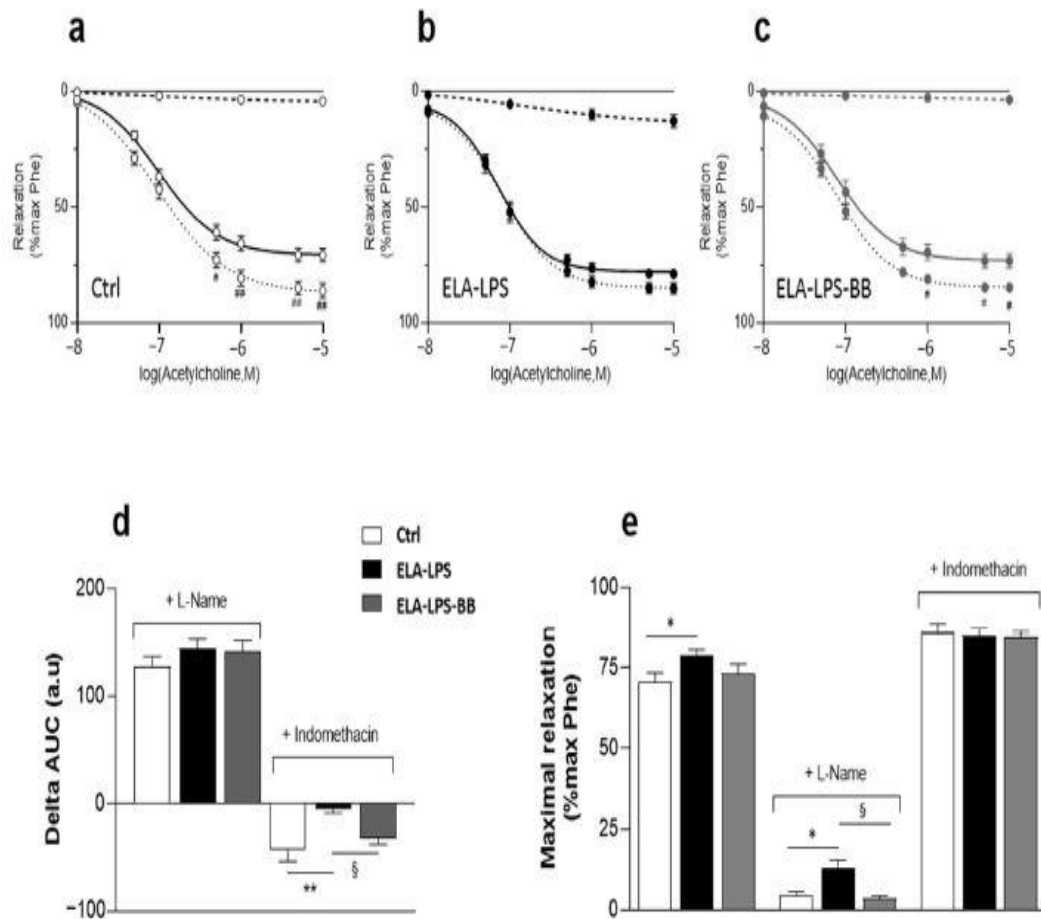 a
b
c
0
50
100
Relaxation
(%max Phe)
Ctrl
#
##
##
##
−8
−7
−6
−5
log(Acetylcholine,M)
0
50
100
Relaxation
(%max Phe)
ELA-LPS
−8
−7
−6
−5
log(Acetylcholine,M)
0
50
100
Relaxation
(%max Phe)
ELA-LPS-BB
#
#
#
−8
−7
−6
−5
log(Acetylcholine,M)
d
Ctrl
ELA-LPS
ELA-LPS-BB
200
100
0
−100
Delta AUC (a.u)
+ L-Name
+ Indomethacin
**
§
e
100
75
50
25
0
Maximal relaxation
(%max Phe)
*
+ L-Name
*
§
+ Indomethacin